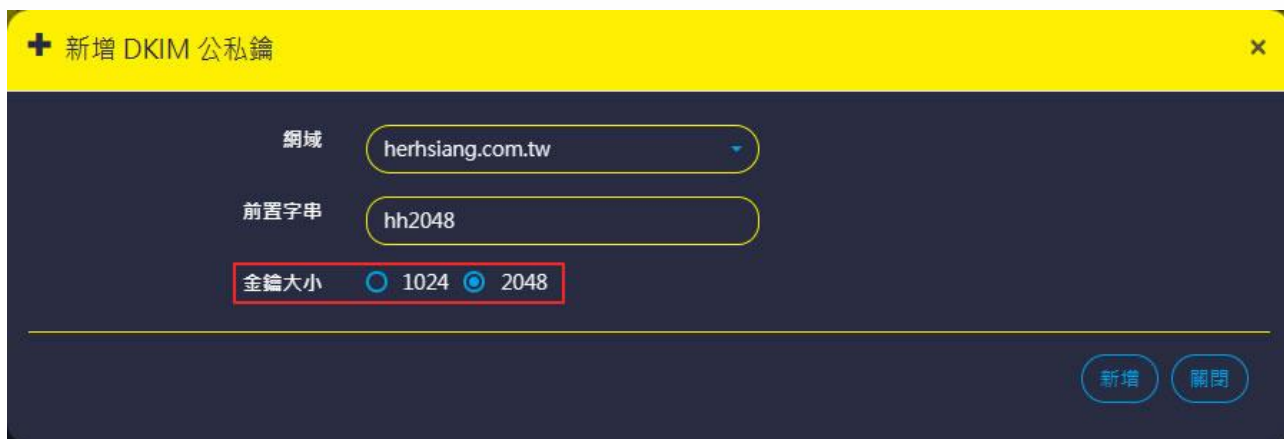 新增 DKIM 公私鑰
網域 herhsiang.com.tw
前置字串 hh2048
金鑰大小 1024 2048
新增 關閉